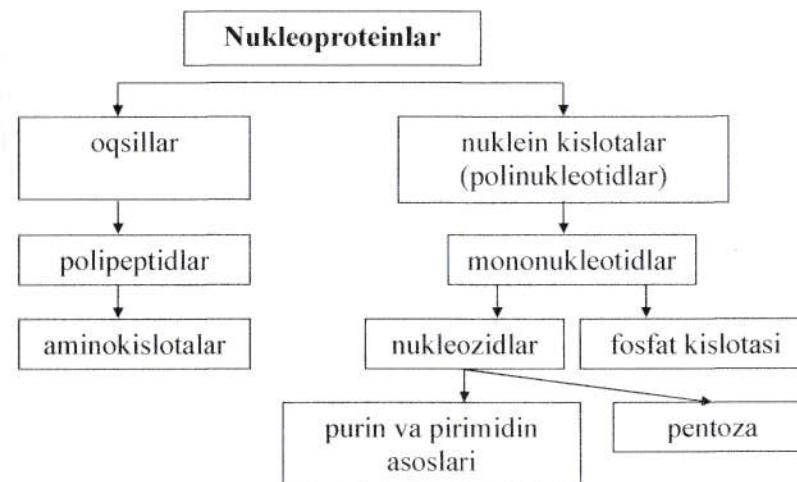 Nukleoproteinlar
oqsillar
nuklein kislotalar
(polinukleotidlar)
polipeptidlar
mononukleotidlar
aminokislotalar
nukleozidlar
fosfat kislotasi
purin va pirimidin
asoslari
pentoza